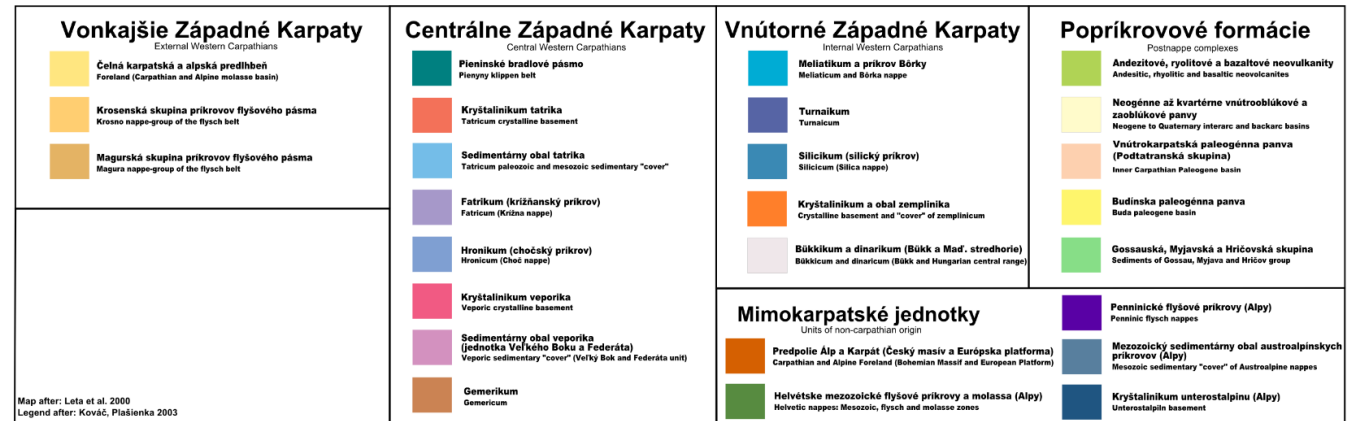 Vonkajšie Západné Karpaty
External Western Carpathians
Čelná karpatská a alpská predlhbeň
Foreland (Carpathian and Alpine molasse basin)
Krosenská skupina príkrovov flyšového pásma
Krosno nappe-group of the flysch belt
Magurská skupina príkrovov flyšového pásma
Magura nappe-group of the flysch belt
Map after: Leta et al. 2000
Legend after: Kováč, Plašienka 2003
Centrálne Západné Karpaty
Central Western Carpathians
Pieninské bradlové pásmo
Pienyny klippen belt
Kryštalinikum tatrika
Tatricum crystalline basement
Sedimentárny obal tatrika
Tatricum paleozoic and mesozoic sedimentary "cover"
Fatrikum (krížňanský príkrov)
Fatricum (Krížna nappe)
Hronikum (chočský príkrov)
Hronicum (Choč nappe)
Kryštalinikum veporika
Veporic crystalline basement
Sedimentárny obal veporika
(jednotka Veľkého Boku a Federáta)
Veporic sedimentary "cover" (Veľký Bok and Federáta unit)
Gemerikum
Gemericum
Vnútorné Západné Karpaty
Internal Western Carpathians
Meliatikum a príkrov Bôrky
Meliaticum and Bôrka nappe
Turnaikum
Turnaicum
Silicikum (silický príkrov)
Silicicum (Silica nappe)
Kryštalinikum a obal zemplinika
Crystalline basement and "cover" of zemplinicum
Bükkikum a dinarikum (Bükk a Maď. stredhorie)
Bükkicum and dinaricum (Bükk and Hungarian central range)
Popríkrovové formácie
Postnappe complexes
Andezitové, ryolitové a bazaltové neovulkanity
Andesitic, rhyolitic and basaltic neovolcanites
Neogénne až kvartérne vnútrooblúkové a
zaoblúkové panvy
Neogene to Quaternary interarc and backarc basins
Vnútrokarpatská paleogénna panva
(Podtatranská skupina)
Inner Carpathian Paleogene basin
Budínska paleogénna panva
Buda paleogene basin
Gossauská, Myjavská a Hričovská skupina
Sediments of Gossau, Myjava and Hričov group
Mimokarpatské jednotky
Units of non-carpathian origin
Predpolie Álp a Karpát (Český masív a Európska platforma)
Carpathian and Alpine Foreland (Bohemian Massif and European Platform)
Helvétske mezozoické flyšové príkrovy a molassa (Alpy)
Helvetic nappes: Mesozoic, flysch and molasse zones
Penninické flyšové príkrovy (Alpy)
Penninic flysch nappes
Mezozoický sedimentárny obal austroalpínskych
príkrovov (Alpy)
Mesozoic sedimentary "cover" of Austroalpine nappes
Kryštalinikum unterostalpinu (Alpy)
Unterostalpiln basement